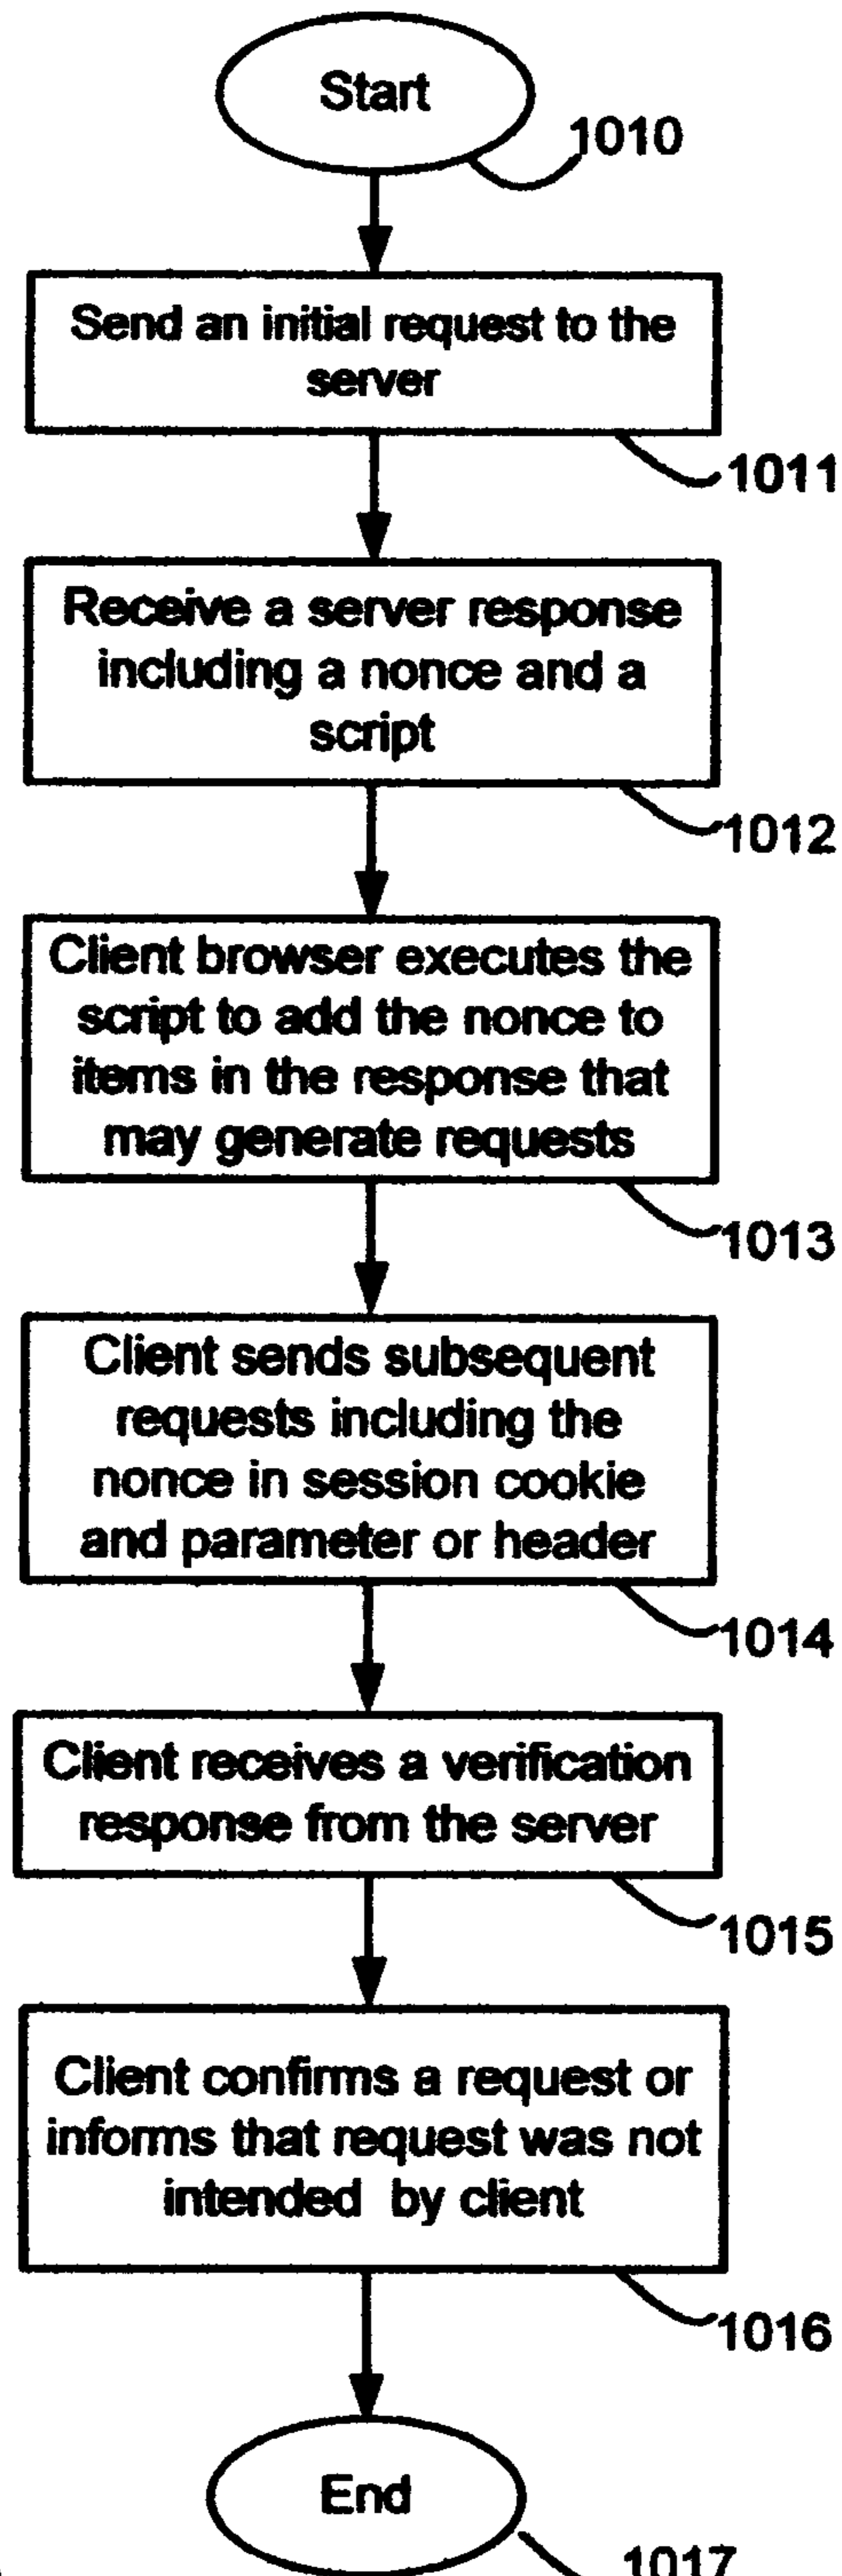 Start
1010
Send an initial request to the
server
1011
Receive a server response
including a nonce and a
script
1012
Client browser executes the
script to add the nonce to
items in the response that
may generate requests
1013
Client sends subsequent
requests including the
nonce in session cookie
and parameter or header
1014
Client receives a verification
response from the server
1015
Client confirms a request or
informs that request was not
intended by client
1016
End
1017